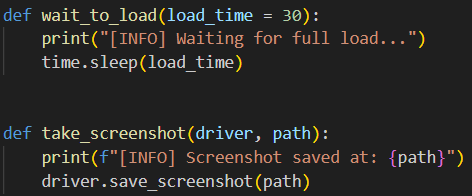 def wait_to_load(load_time = 30):
    print("[INFO] Waiting for full load...")
    time.sleep(load_time)
def take_screenshot(driver, path):
    print(f"[INFO] Screenshot saved at: {path}")
    driver.save_screenshot(path)